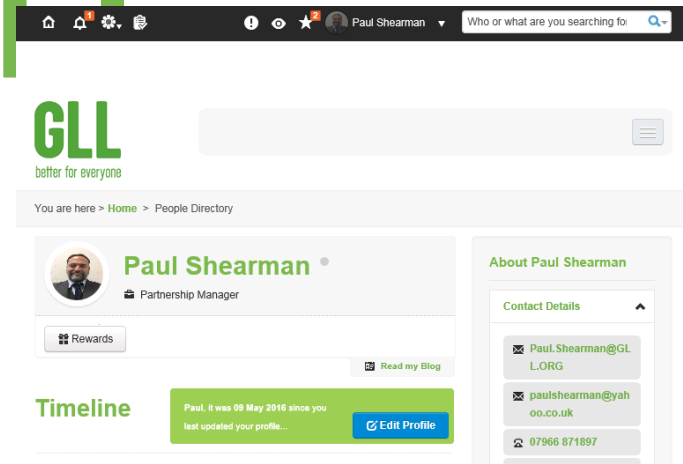 1
2
Paul Shearman
Who or what are you searching fo
GLL
better for everyone
You are here > Home > People Directory
Paul Shearman
Partnership Manager
Rewards
Read my Blog
Timeline
Paul, it was 09 May 2016 since you
last updated your profile...
Edit Profile
About Paul Shearman
Contact Details
Paul.Shearman@GL
L.ORG
paulshearman@yah
oo.co.uk
07966 871897